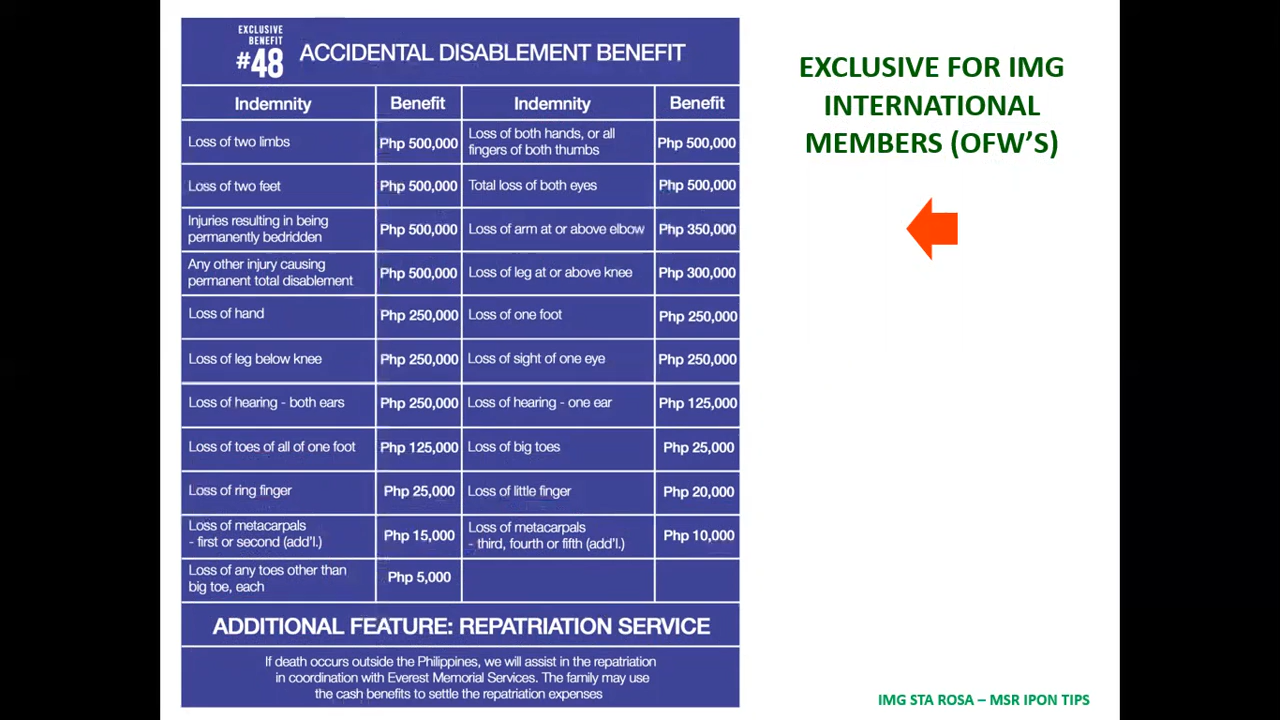 EXCLUSIVE
BENEFIT
#48
ACCIDENTAL DISABLEMENT BENEFIT
Indemnity Benefit Indemnity Benefit
Loss of two limbs Php 500,000 Loss of both hands, or all
fingers of both thumbs Php 500,000
Loss of two feet Php 500,000 Total loss of both eyes Php 500,000
Injuries resulting in being
permanently bedridden Php 500,000 Loss of arm at or above elbow Php 350,000
Any other injury causing
permanent total disablement Php 500,000 Loss of leg at or above knee Php 300,000
Loss of hand Php 250,000 Loss of one foot Php 250,000
Loss of leg below knee Php 250,000 Loss of sight of one eye Php 250,000
Loss of hearing - both ears Php 250,000 Loss of hearing - one ear Php 125,000
Loss of toes of all of one foot Php 125,000 Loss of big toes Php 25,000
Loss of ring finger Php 25,000 Loss of little finger Php 20,000
Loss of metacarpals
- first or second (add'l.) Php 15,000 Loss of metacarpals
- third, fourth or fifth (add'l.) Php 10,000
Loss of any toes other than
big toe, each Php 5,000
ADDITIONAL FEATURE: REPATRIATION SERVICE
If death occurs outside the Philippines, we will assist in the repatriation
in coordination with Everest Memorial Services. The family may use
the cash benefits to settle the repatriation expenses
EXCLUSIVE FOR IMG
INTERNATIONAL
MEMBERS (OFW'S)
IMG STA ROSA – MSR IPON TIPS